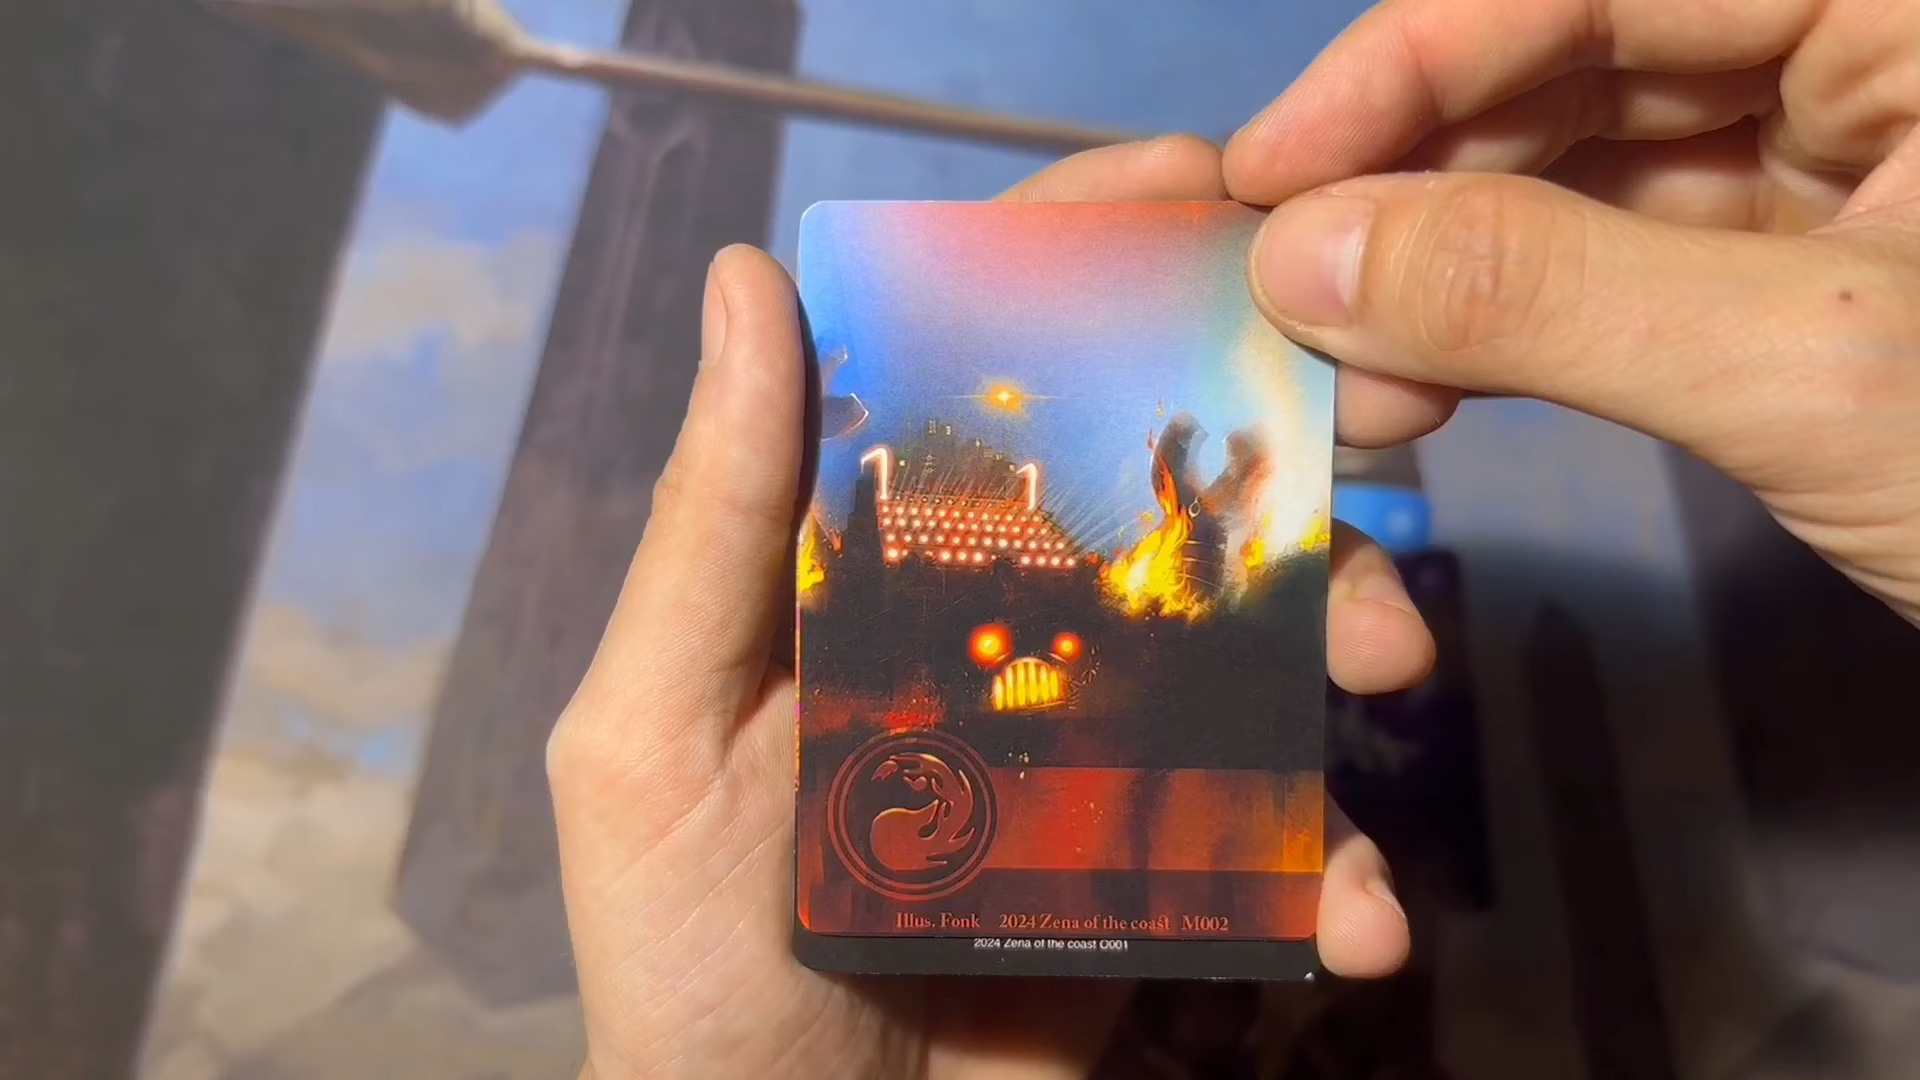 Illus. Fonk 2024 Zena of the coast M002
2024 Zena of the coast O001